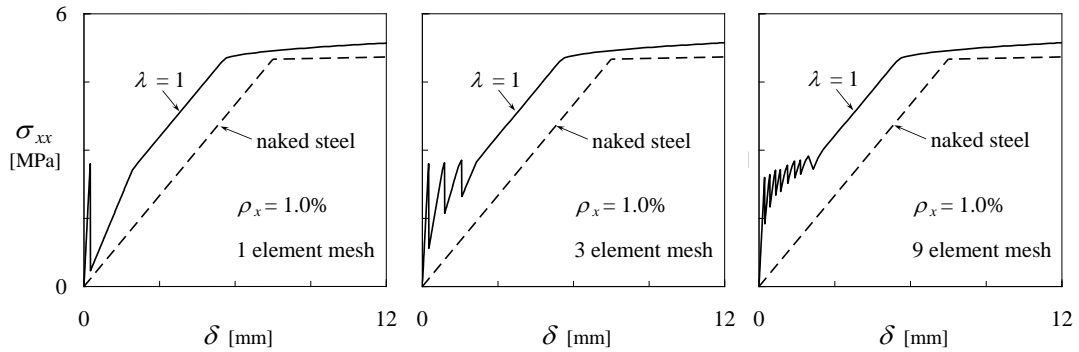 6
σxx
[MPa]
0
λ = 1
naked steel
ρx = 1.0%
1 element mesh
0
12
δ [mm]
λ = 1
naked steel
ρx = 1.0%
3 element mesh
0
12
δ [mm]
λ = 1
naked steel
ρx = 1.0%
9 element mesh
0
12
δ [mm]